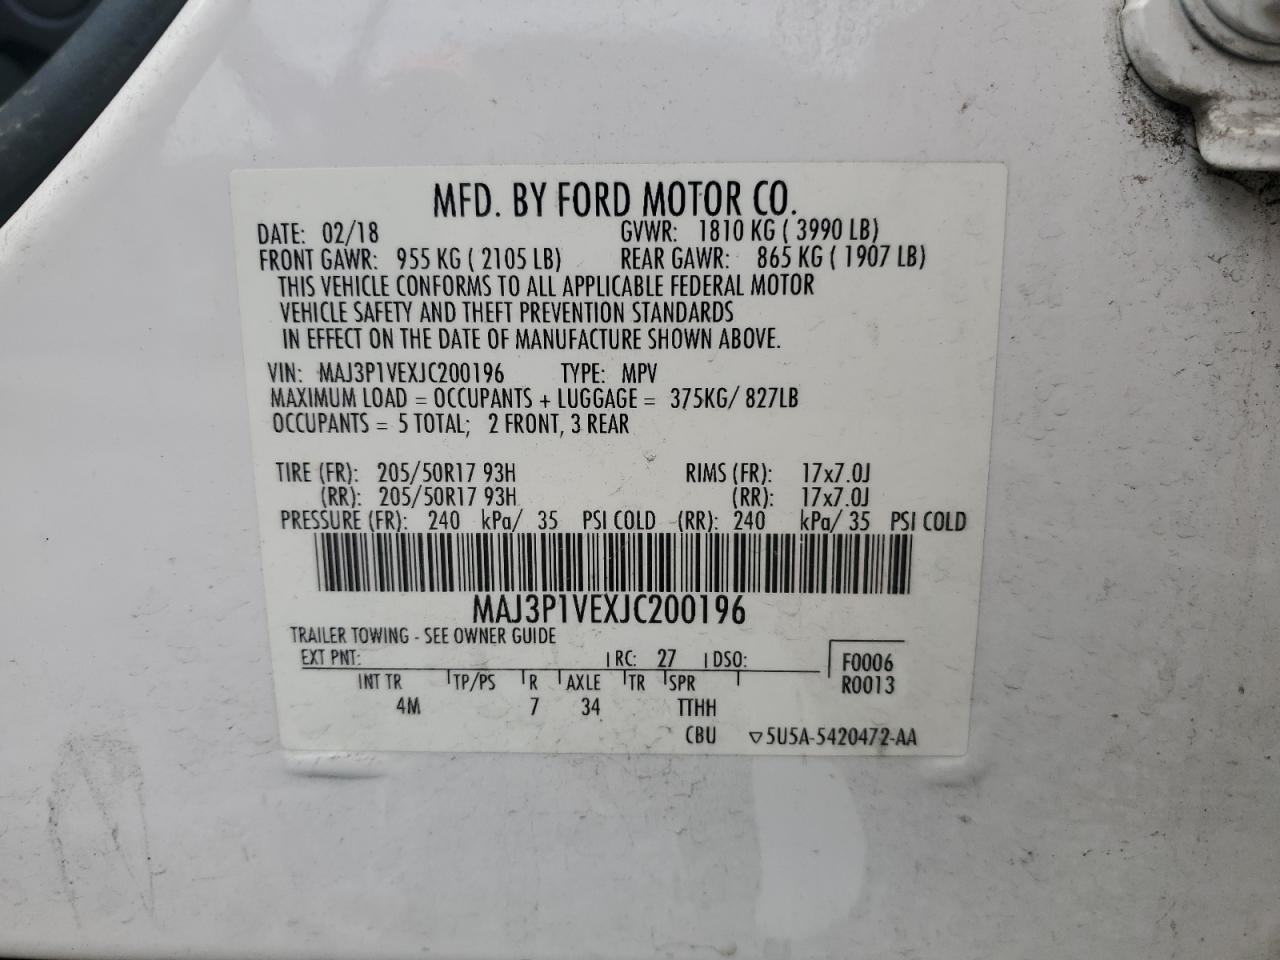 MFD. BY FORD MOTOR CO.
DATE: 02/18 GVWR: 1810 KG ( 3990 LB)
FRONT GAWR: 955 KG ( 2105 LB) REAR GAWR: 865 KG ( 1907 LB)
THIS VEHICLE CONFORMS TO ALL APPLICABLE FEDERAL MOTOR
VEHICLE SAFETY AND THEFT PREVENTION STANDARDS
IN EFFECT ON THE DATE OF MANUFACTURE SHOWN ABOVE.
VIN: MAJ3P1VEXJC200196 TYPE: MPV
MAXIMUM LOAD = OCCUPANTS + LUGGAGE = 375KG/ 827LB
OCCUPANTS = 5 TOTAL; 2 FRONT, 3 REAR
TIRE (FR): 205/50R17 93H RIMS (FR): 17x7.0J
(RR): 205/50R17 93H (RR): 17x7.0J
PRESSURE (FR): 240 kPa/ 35 PSI COLD (RR): 240 kPa/ 35 PSI COLD
MAJ3P1VEXJC200196
TRAILER TOWING - SEE OWNER GUIDE
EXT PNT: RC: 27 DSO: F0006
INT TR TP/PS R AXLE TR SPR R0013
4M 7 34 TTHH
CBU ▽5U5A-5420472-AA